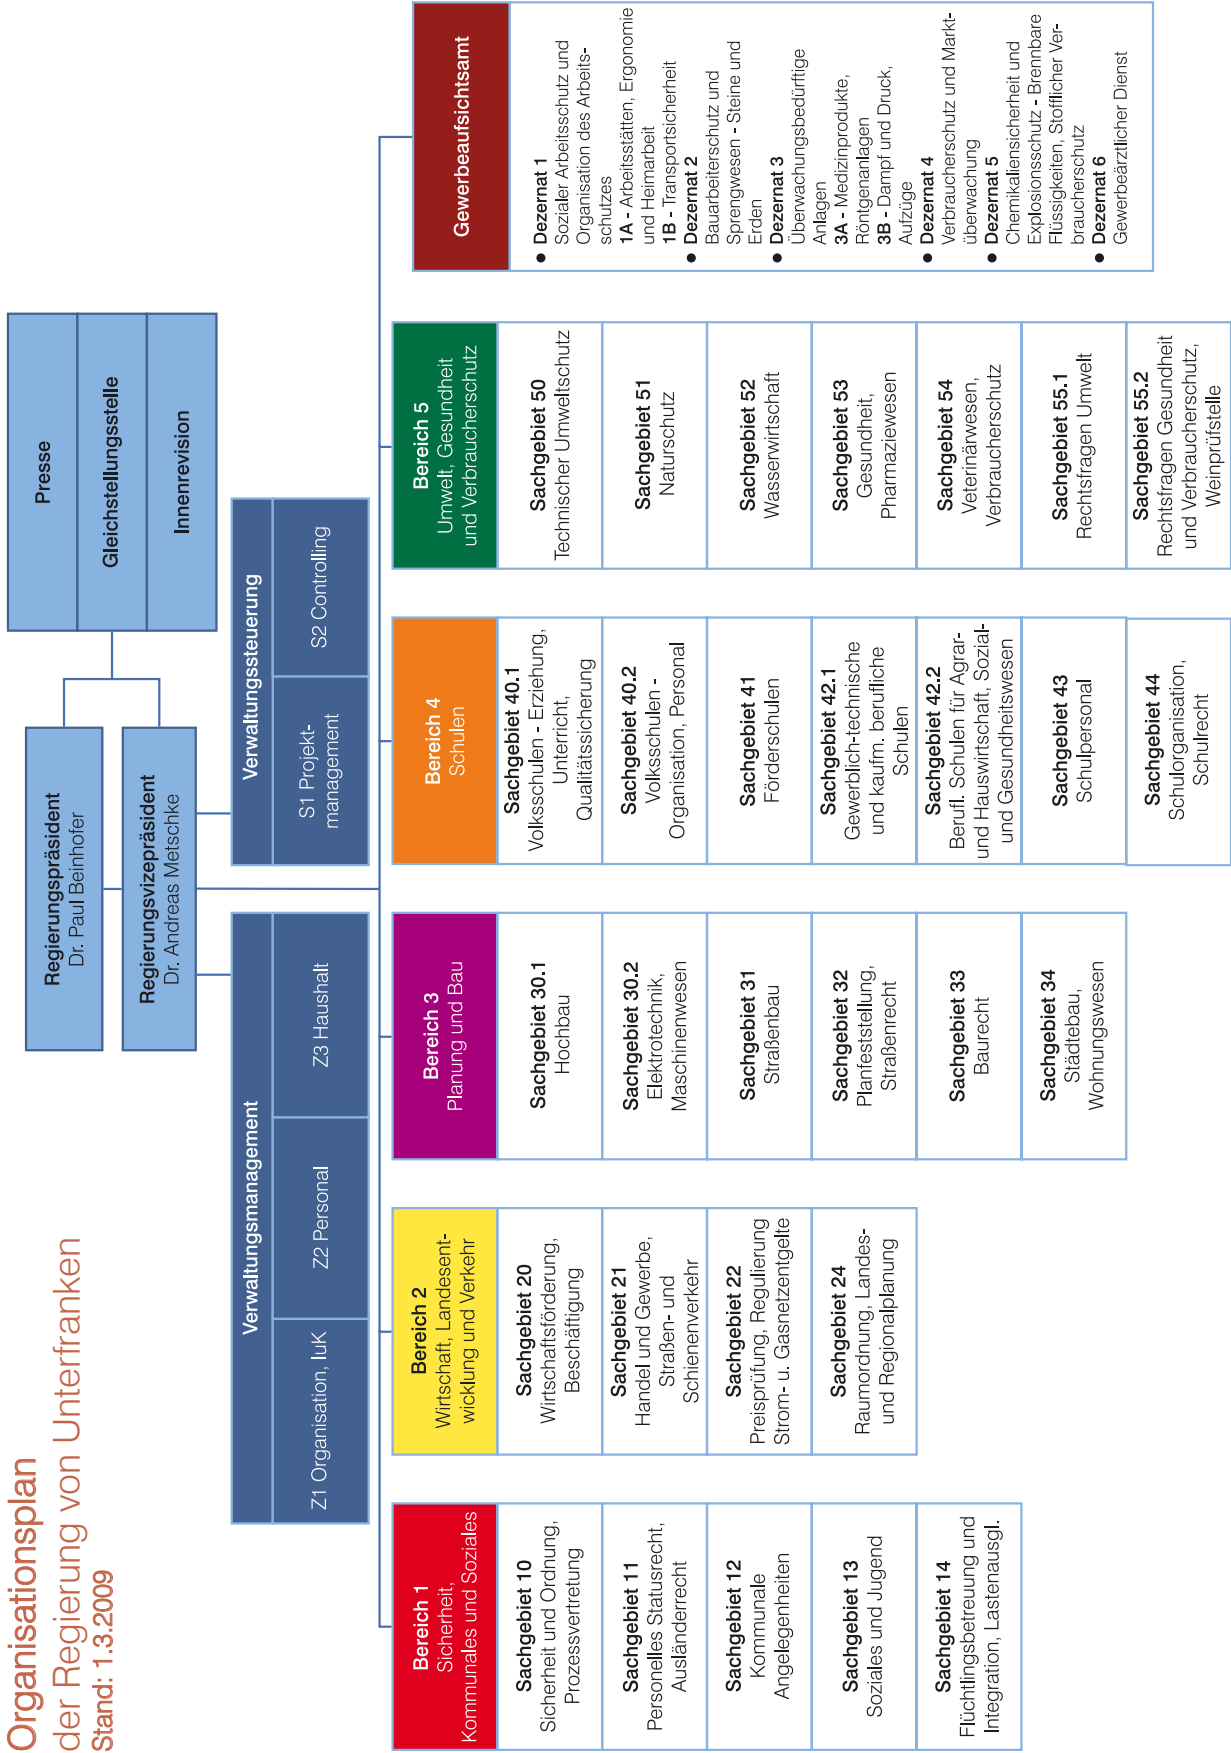 Organisationsplan
der Regierung von Unterfranken
Stand: 1.3.2009
Regierungspräsident
Dr. Paul Beinhofer
Regierungsvizepräsident
Dr. Andreas Metschke
Presse
Gleichstellungsstelle
Innenrevision
Verwaltungsmanagement
Z1 Organisation, IuK
Z2 Personal
Z3 Haushalt
Verwaltungssteuerung
S1 Projekt-
management
S2 Controlling
Bereich 1
Sicherheit,
Kommunales und Soziales
Sachgebiet 10
Sicherheit und Ordnung,
Prozessvertretung
Sachgebiet 11
Personelles Statusrecht,
Ausländerrecht
Sachgebiet 12
Kommunale
Angelegenheiten
Sachgebiet 13
Soziales und Jugend
Sachgebiet 14
Flüchtlingsbetreuung und
Integration, Lastenausgl.
Bereich 2
Wirtschaft, Landesent-
wicklung und Verkehr
Sachgebiet 20
Wirtschaftsförderung,
Beschäftigung
Sachgebiet 21
Handel und Gewerbe,
Straßen- und
Schienenverkehr
Sachgebiet 22
Preisprüfung, Regulierung
Strom- u. Gasnetzentgelte
Sachgebiet 24
Raumordnung, Landes-
und Regionalplanung
Bereich 3
Planung und Bau
Sachgebiet 30.1
Hochbau
Sachgebiet 30.2
Elektrotechnik,
Maschinenwesen
Sachgebiet 31
Straßenbau
Sachgebiet 32
Planfeststellung,
Straßenrecht
Sachgebiet 33
Baurecht
Sachgebiet 34
Städtebau,
Wohnungswesen
Bereich 4
Schulen
Sachgebiet 40.1
Volksschulen - Erziehung,
Unterricht,
Qualitätssicherung
Sachgebiet 40.2
Volksschulen -
Organisation, Personal
Sachgebiet 41
Förderschulen
Sachgebiet 42.1
Gewerblich-technische
und kaufm. berufliche
Schulen
Sachgebiet 42.2
Berufl. Schulen für Agrar-
und Hauswirtschaft, Sozial-
und Gesundheitswesen
Sachgebiet 43
Schulpersonal
Sachgebiet 44
Schulorganisation,
Schulrecht
Bereich 5
Umwelt, Gesundheit
und Verbraucherschutz
Sachgebiet 50
Technischer Umweltschutz
Sachgebiet 51
Naturschutz
Sachgebiet 52
Wasserwirtschaft
Sachgebiet 53
Gesundheit,
Pharmaziewesen
Sachgebiet 54
Veterinärwesen,
Verbraucherschutz
Sachgebiet 55.1
Rechtsfragen Umwelt
Sachgebiet 55.2
Rechtsfragen Gesundheit
und Verbraucherschutz,
Weinprüfstelle
Gewerbeaufsichtsamt
● Dezernat 1
Sozialer Arbeitsschutz und
Organisation des Arbeits-
schutzes
1A - Arbeitsstätten, Ergonomie
und Heimarbeit
1B - Transportsicherheit
● Dezernat 2
Bauarbeiterschutz und
Sprengwesen - Steine und
Erden
● Dezernat 3
Überwachungsbedürftige
Anlagen
3A - Medizinprodukte,
Röntgenanlagen
3B - Dampf und Druck,
Aufzüge
● Dezernat 4
Verbraucherschutz und Markt-
überwachung
● Dezernat 5
Chemikaliensicherheit und
Explosionsschutz - Brennbare
Flüssigkeiten, Stofflicher Ver-
braucherschutz
● Dezernat 6
Gewerbeärztlicher Dienst